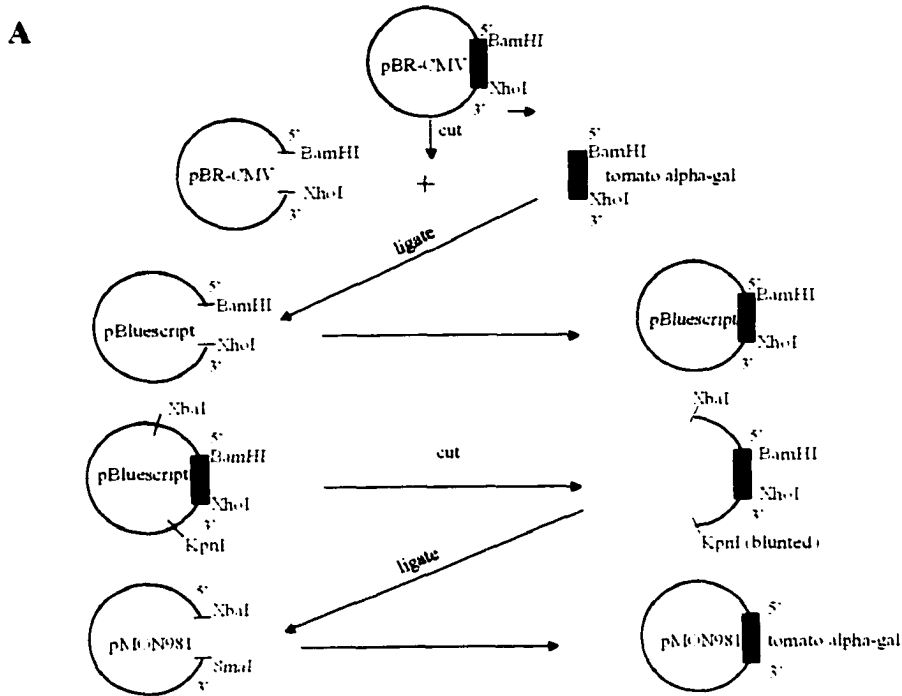 A
5'
BamHI
pBR-CMV
XhoI
3'
cut
5'
BamHI
pBR-CMV
XhoI
3'
+
5'
BamHI
tomato alpha-gal
XhoI
3'
ligate
5'
BamHI
pBluescript
XhoI
3'
5'
BamHI
pBluescript
XhoI
3'
XbaI
5'
BamHI
pBluescript
XhoI
3'
KpnI
cut
XbaI
5'
BamHI
XhoI
3'
KpnI (blunted)
ligate
5'
XbaI
pMON981
SmaI
3'
5'
pMON981
tomato alpha-gal
3'